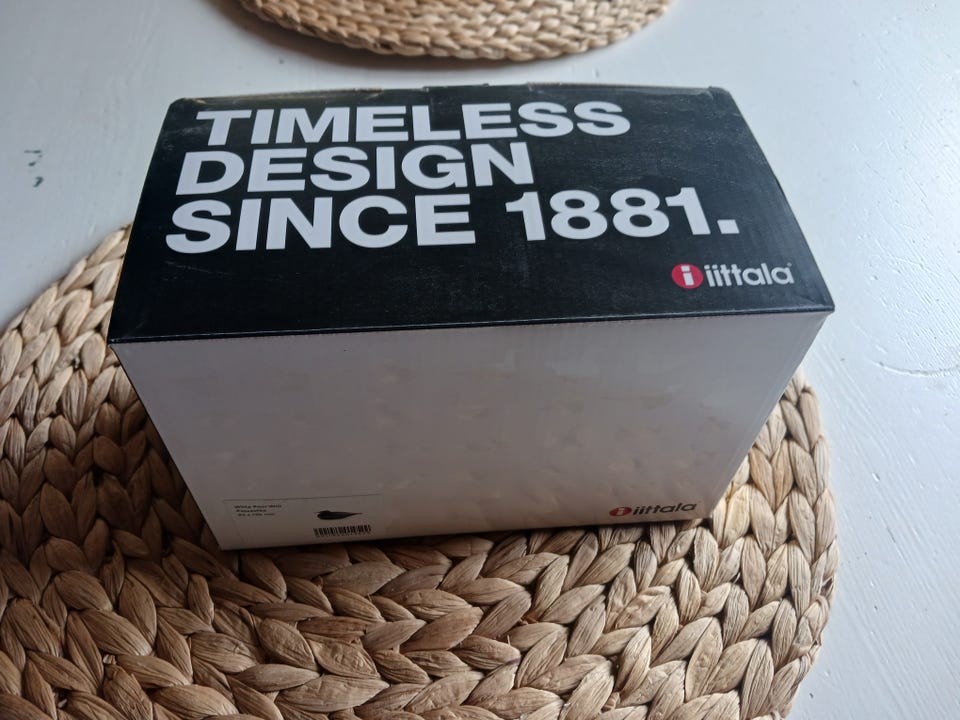 TIMELESS
DESIGN
SINCE 1881.
iittala
iittala